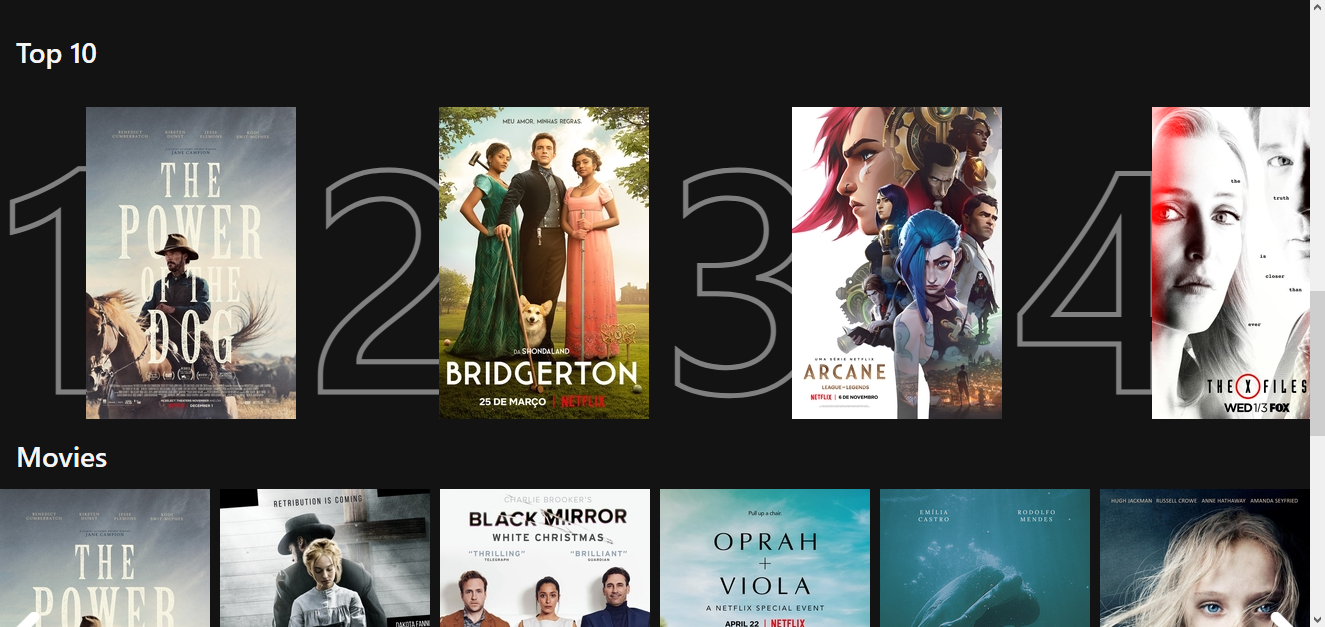 Top 10
1
BENEDICT CUMBERBATCH KIRSTEN DUNST JESSE PLEMONS KODI SMIT-MCPHEE
JANE CAMPION
THE
POWER
OF THE
DOG
DECEMBER 1
2
MEU AMOR, MINHAS REGRAS.
DA SHONDALAND
BRIDGERTON
25 DE MARÇO | NETFLIX
3
UMA SÉRIE NETFLIX
ARCANE
LEAGUE OF LEGENDS
NETFLIX | 6 DE NOVEMBRO
4
the
truth
is
closer
than
ever
THE X FILES
WED 1/3 FOX
Movies
BENEDICT CUMBERBATCH KIRSTEN DUNST JESSE PLEMONS KODI SMIT-MCPHEE
JANE CAMPION
THE
POWER
RETRIBUTION IS COMING
DAKOTA FANNI
CHARLIE BROOKER'S
BLACK MIRROR
WHITE CHRISTMAS
"THRILLING" "BRILLIANT"
TELEGRAPH GUARDIAN
Pull up a chair.
OPRAH
+
VIOLA
A NETFLIX SPECIAL EVENT
APRIL 22 | NETFLIX
EMÍLIA CASTRO RODOLFO MENDES
HUGH JACKMAN RUSSELL CROWE ANNE HATHAWAY AMANDA SEYFRIED